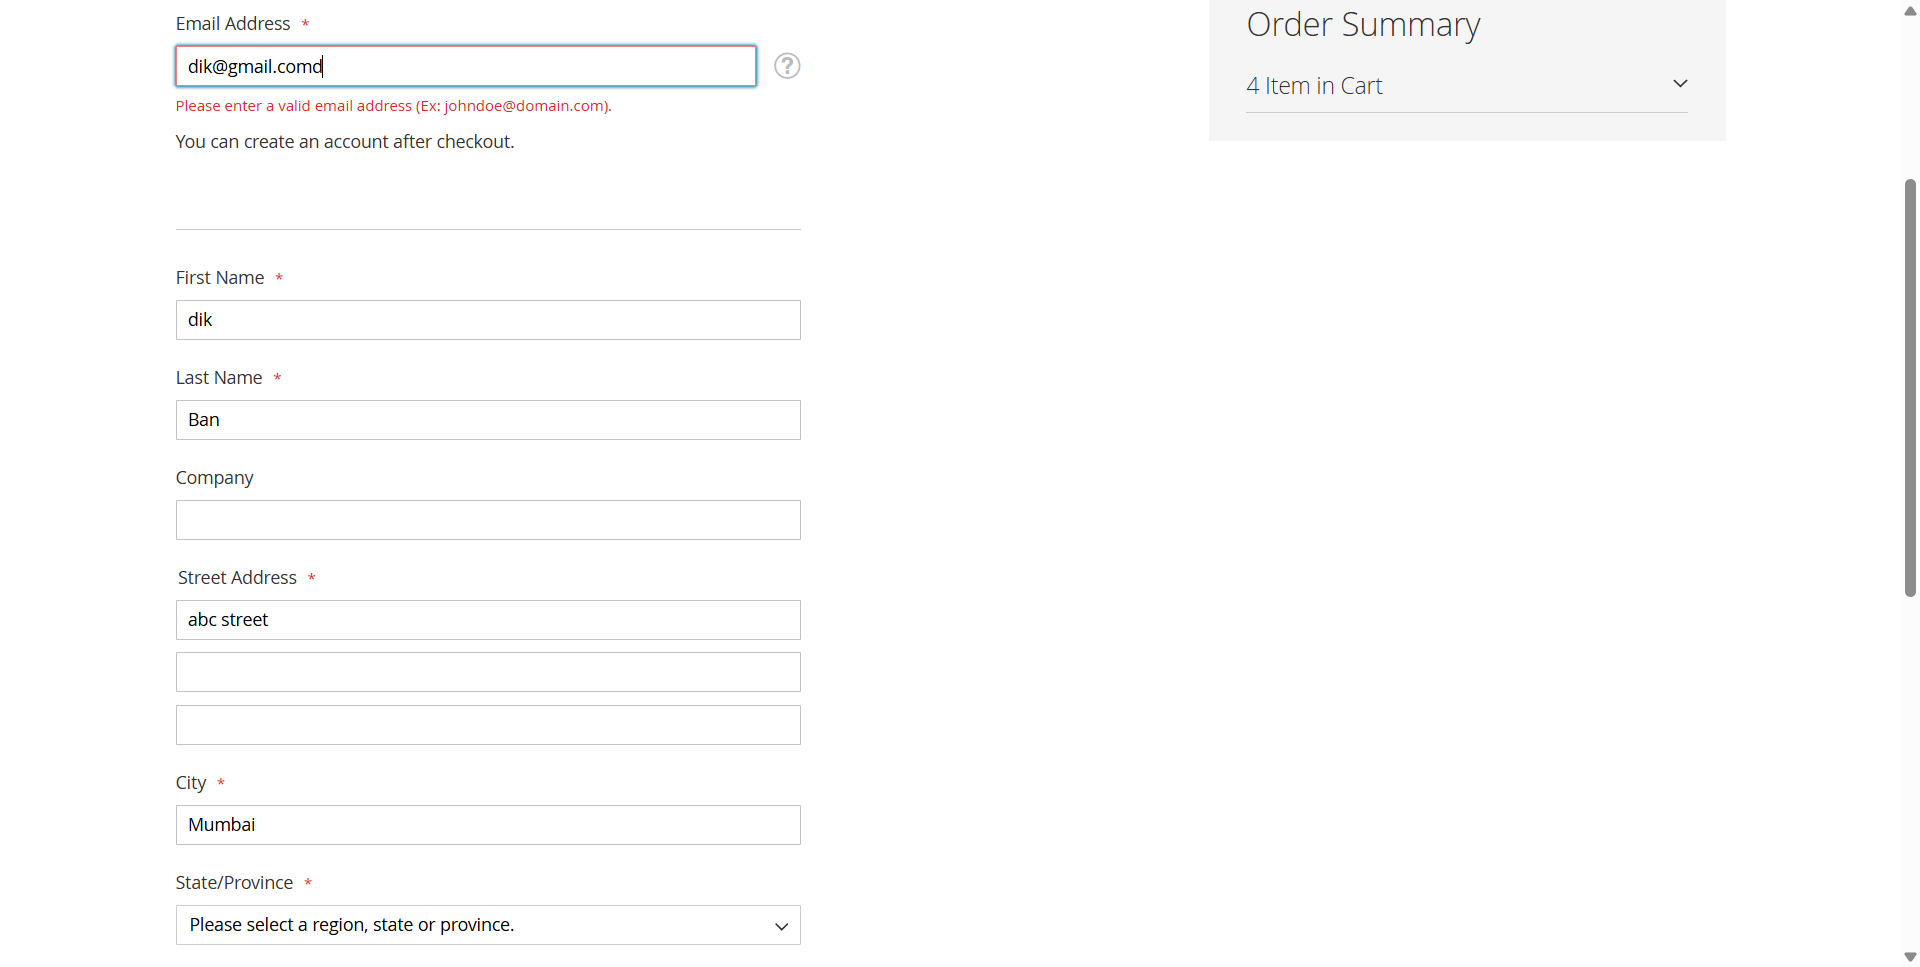 Email Address *
dik@gmail.comd
Please enter a valid email address (Ex: johndoe@domain.com).
You can create an account after checkout.
First Name *
dik
Last Name *
Ban
Company
Street Address *
abc street
City *
Mumbai
State/Province *
Please select a region, state or province.
Order Summary
4 Item in Cart